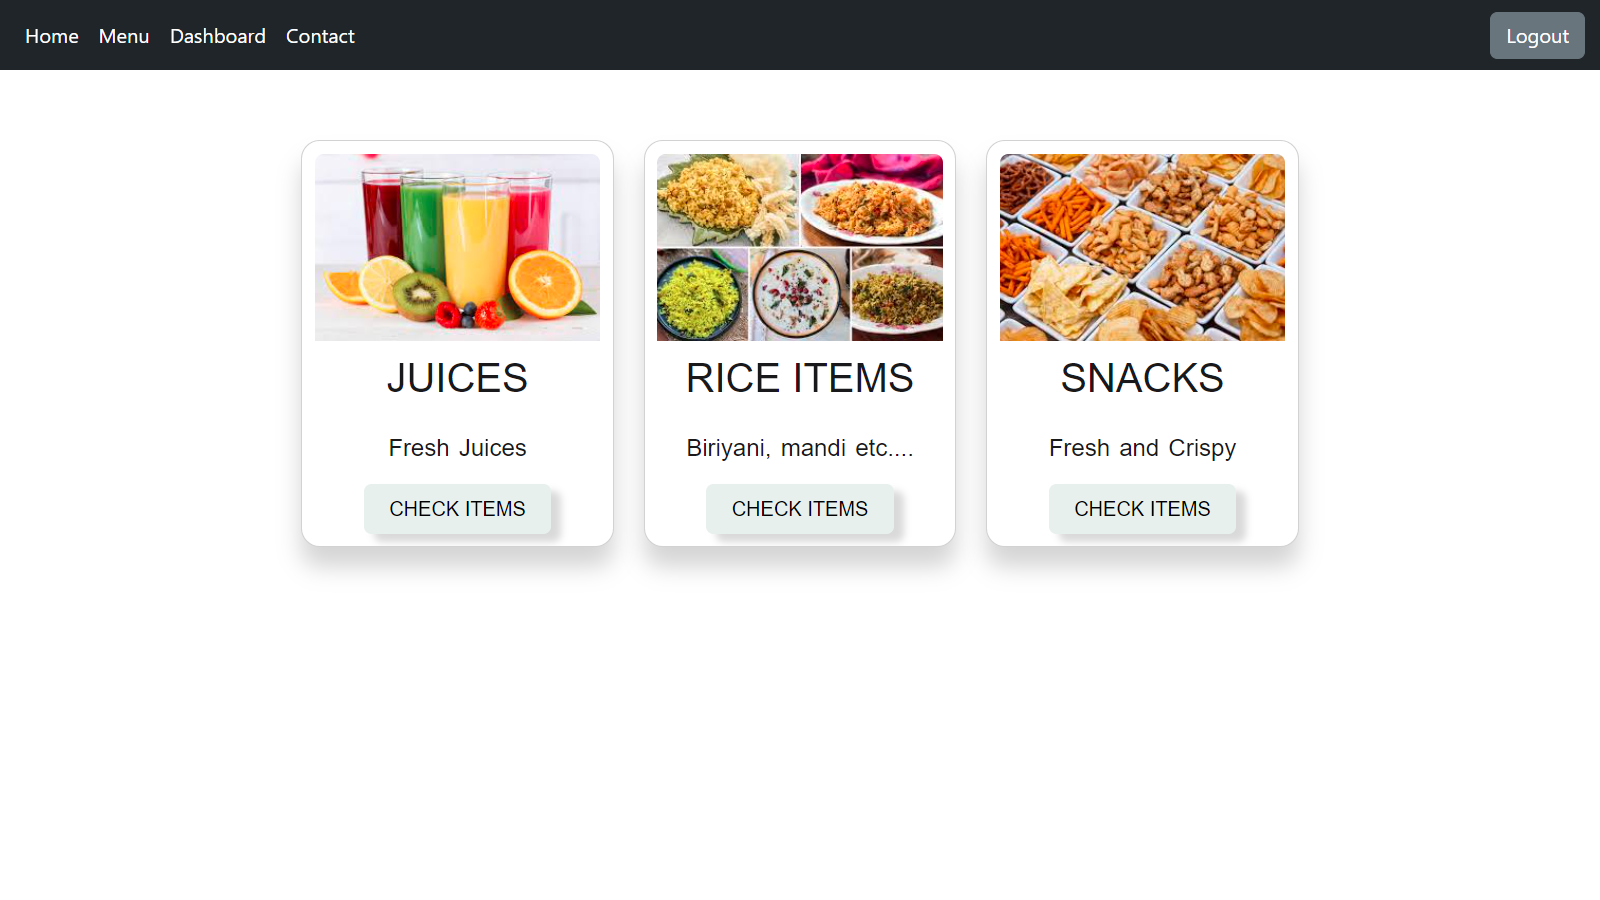 Home Menu Dashboard Contact Logout
JUICES
Fresh Juices
CHECK ITEMS
RICE ITEMS
Biriyani, mandi etc....
CHECK ITEMS
SNACKS
Fresh and Crispy
CHECK ITEMS